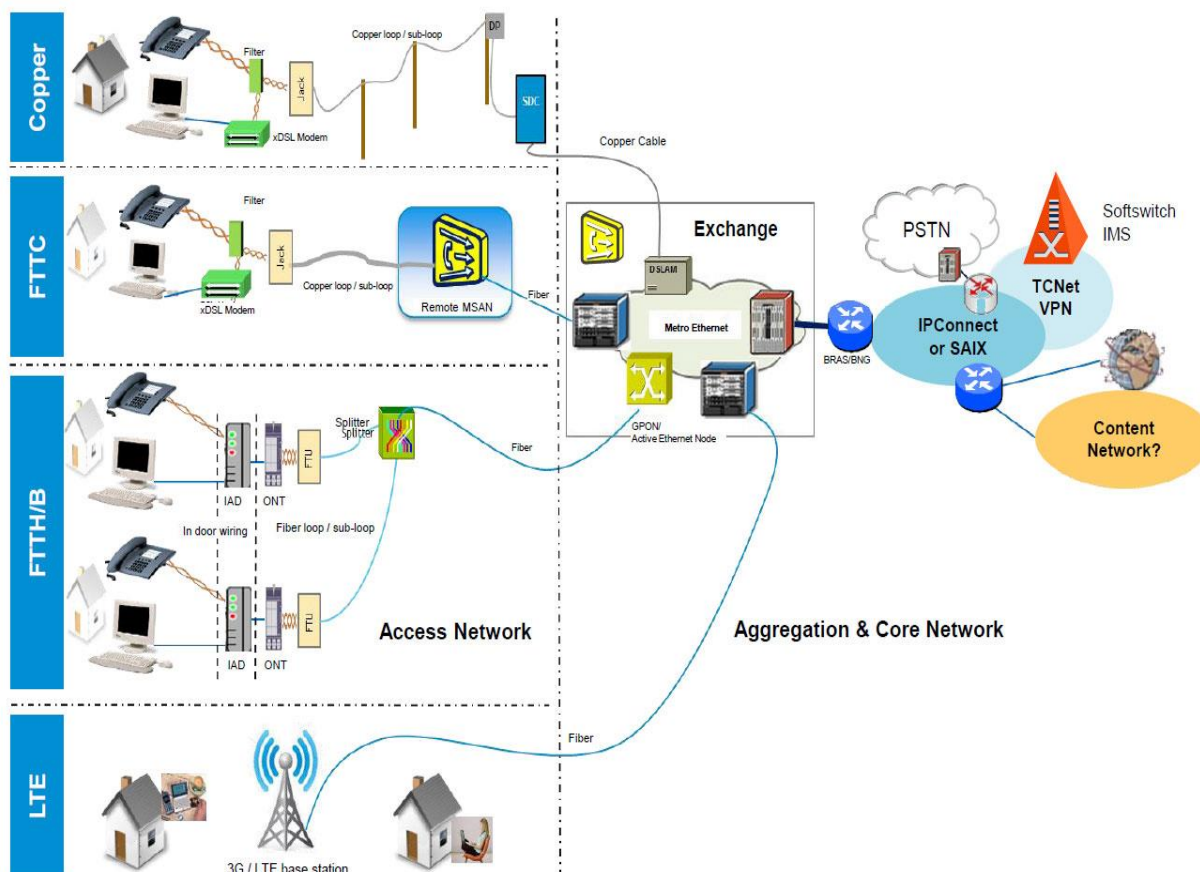 Copper
Filter
Jack
xDSL Modem
Copper loop / sub-loop
DP
SDC
Copper Cable
FTTC
Filter
Jack
xDSL Modem
Copper loop / sub-loop
Remote MSAN
Fiber
Exchange
DSLAM
Metro Ethernet
GPON/
Active Ethernet Node
BRAS/BNG
PSTN
Softswitch
IMS
TCNet
VPN
IPConnect
or SAIX
Content
Network?
FTTH/B
IAD
ONT
FTU
Splitter
Splitter
Fiber
In door wiring
Fiber loop / sub-loop
IAD
ONT
FTU
Access Network
Aggregation & Core Network
LTE
Fiber
3G / LTE base station